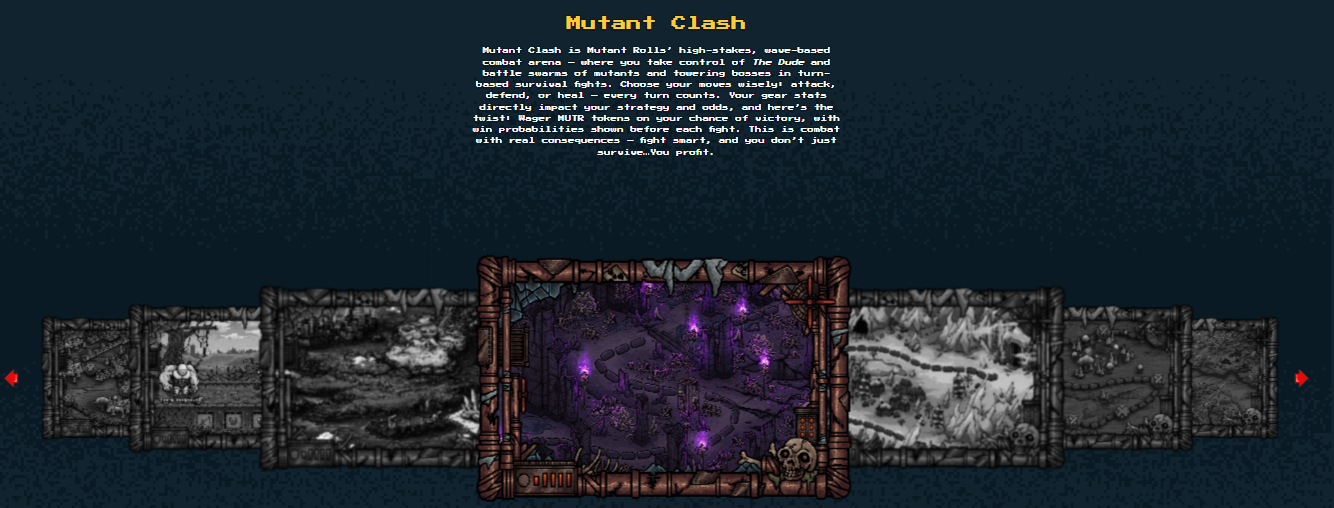 Mutant Clash
Mutant Clash is Mutant Rolls' high-stakes, wave-based
combat arena — where you take control of The Dude and
battle swarms of mutants and towering bosses in turn-
based survival fights. Choose your moves wisely: attack,
defend, or heal — every turn counts. Your gear stats
directly impact your strategy and odds, and here's the
twist: Wager MUTR tokens on your chance of victory, with
win probabilities shown before each fight. This is combat
with real consequences — fight smart, and you don't just
survive…You profit.